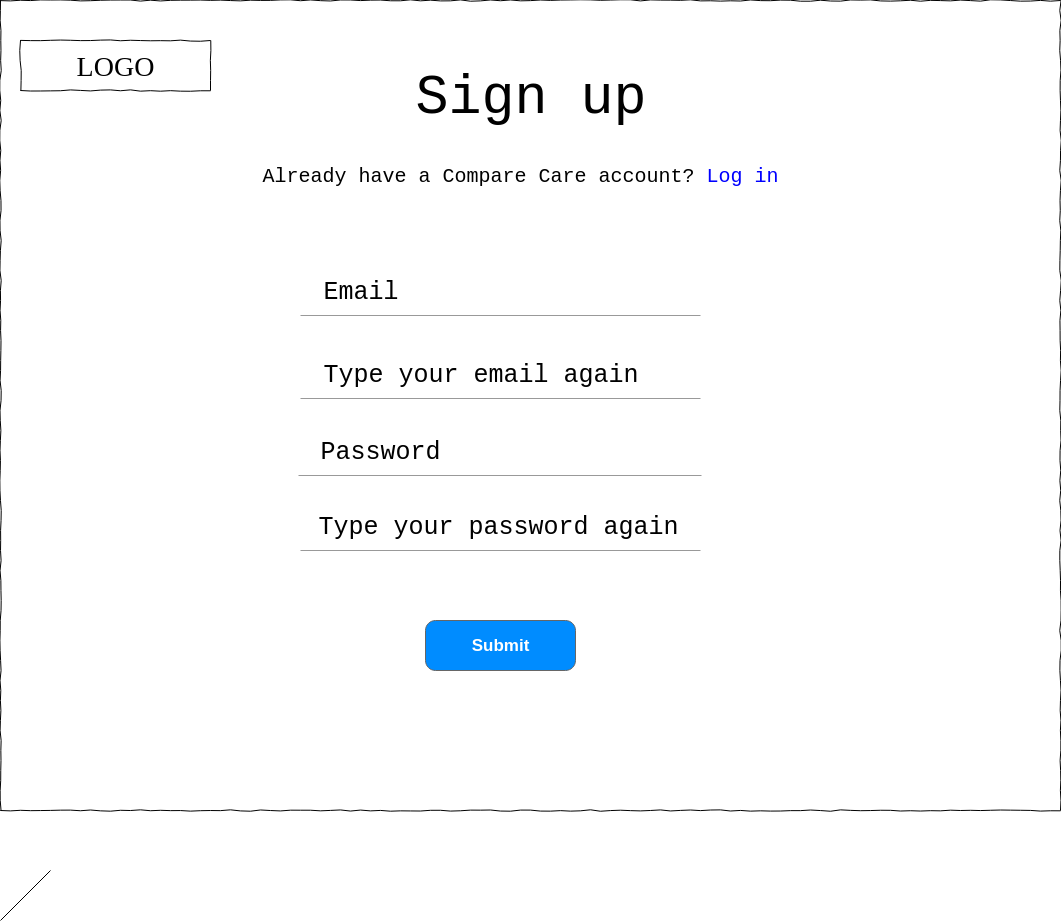 LOGO
Sign up
Already have a Compare Care account? Log in
Email
Type your email again
Password
Type your password again
Submit